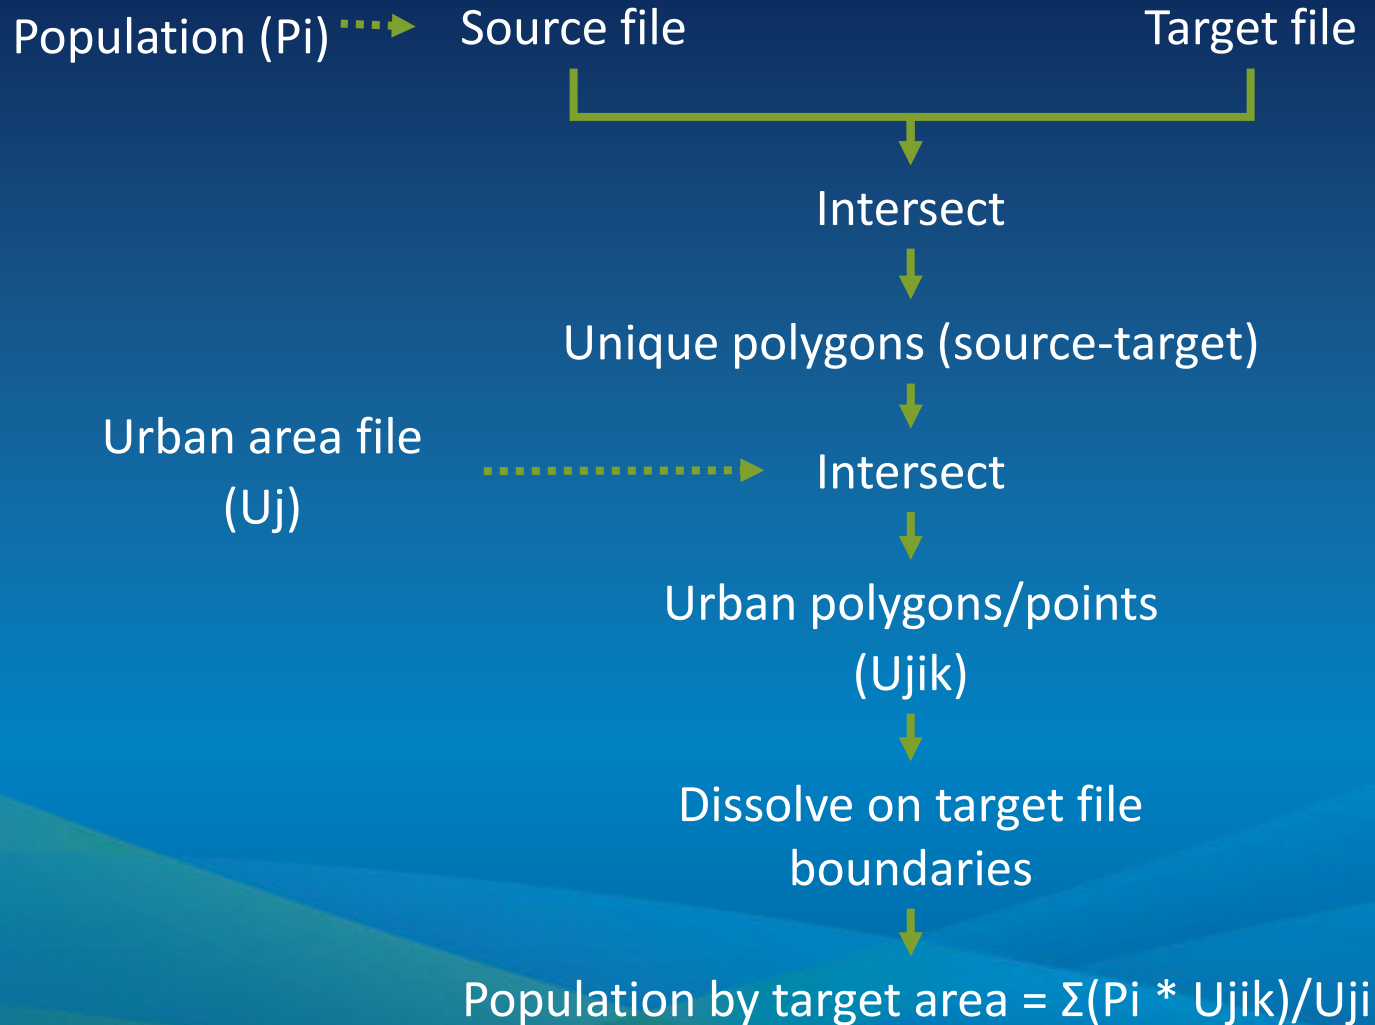 Population (Pi)
Source file
Target file
Intersect
Unique polygons (source-target)
Urban area file
(Uj)
Intersect
Urban polygons/points
(Ujik)
Dissolve on target file
boundaries
Population by target area = Σ(Pi * Ujik)/Uji